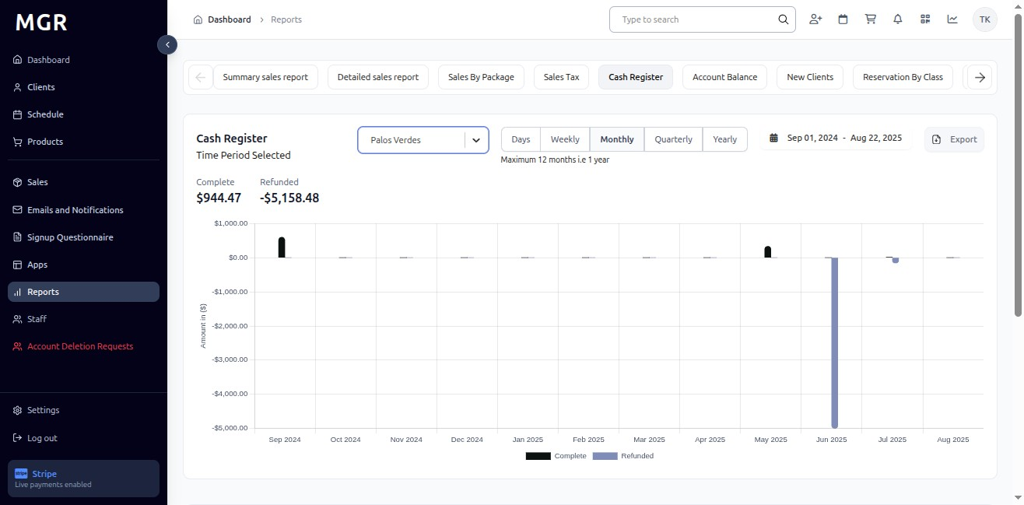 MGR
Dashboard
Clients
Schedule
Products
Sales
Emails and Notifications
Signup Questionnaire
Apps
Reports
Staff
Account Deletion Requests
Settings
Log out
stripe Stripe
Live payments enabled
Dashboard > Reports
Type to search
TK
Summary sales report Detailed sales report Sales By Package Sales Tax Cash Register Account Balance New Clients Reservation By Class
Cash Register
Time Period Selected
Palos Verdes
Days Weekly Monthly Quarterly Yearly
Maximum 12 months i.e 1 year
Sep 01, 2024 - Aug 22, 2025
Export
Complete Refunded
$944.47 -$5,158.48
$1,000.00
$0.00
-$1,000.00
-$2,000.00
-$3,000.00
-$4,000.00
-$5,000.00
Amount in ($)
Sep 2024 Oct 2024 Nov 2024 Dec 2024 Jan 2025 Feb 2025 Mar 2025 Apr 2025 May 2025 Jun 2025 Jul 2025 Aug 2025
Complete Refunded